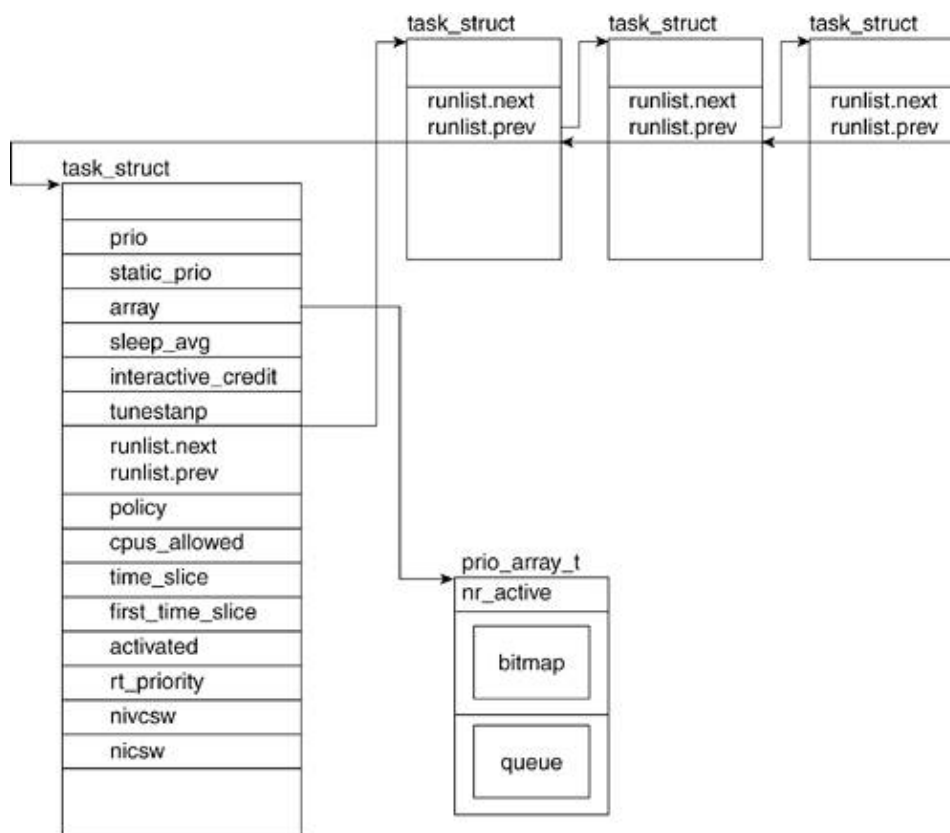 task_struct
task_struct
task_struct
runlist.next
runlist.prev
runlist.next
runlist.prev
runlist.next
runlist.prev
task_struct
prio
static_prio
array
sleep_avg
interactive_credit
tunestanp
runlist.next
runlist.prev
policy
cpus_allowed
time_slice
first_time_slice
activated
rt_priority
nivcsw
nicsw
prio_array_t
nr_active
bitmap
queue